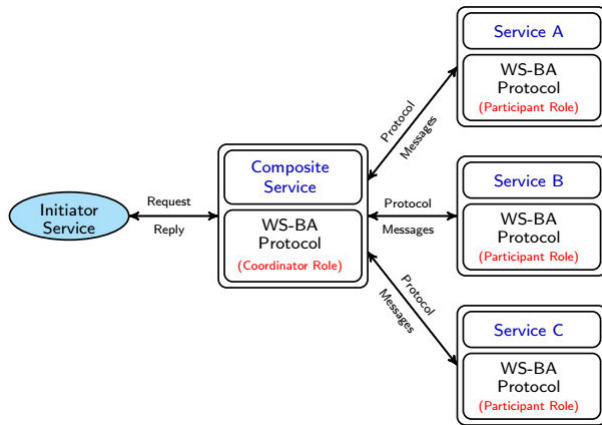 Initiator
Service
Request
Reply
Composite
Service
WS-BA
Protocol
(Coordinator Role)
Protocol
Messages
Service A
WS-BA
Protocol
(Participant Role)
Protocol
Messages
Service B
WS-BA
Protocol
(Participant Role)
Protocol
Messages
Service C
WS-BA
Protocol
(Participant Role)